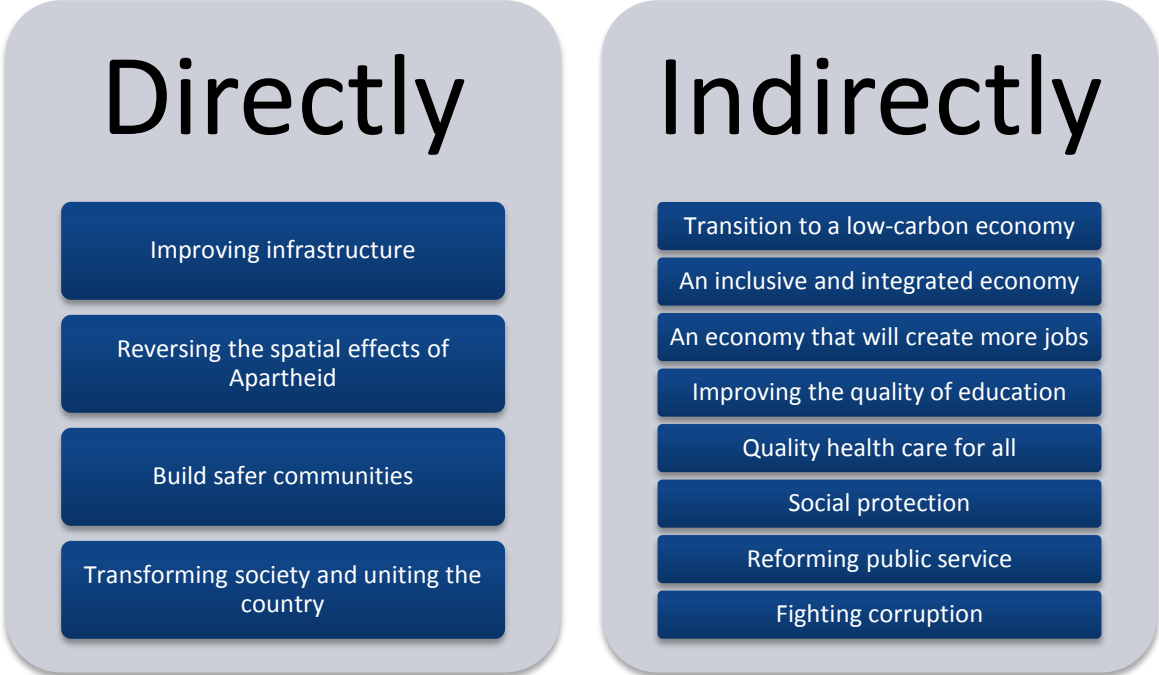 Directly
Improving infrastructure
Reversing the spatial effects of
Apartheid
Build safer communities
Transforming society and uniting the
country
Indirectly
Transition to a low-carbon economy
An inclusive and integrated economy
An economy that will create more jobs
Improving the quality of education
Quality health care for all
Social protection
Reforming public service
Fighting corruption